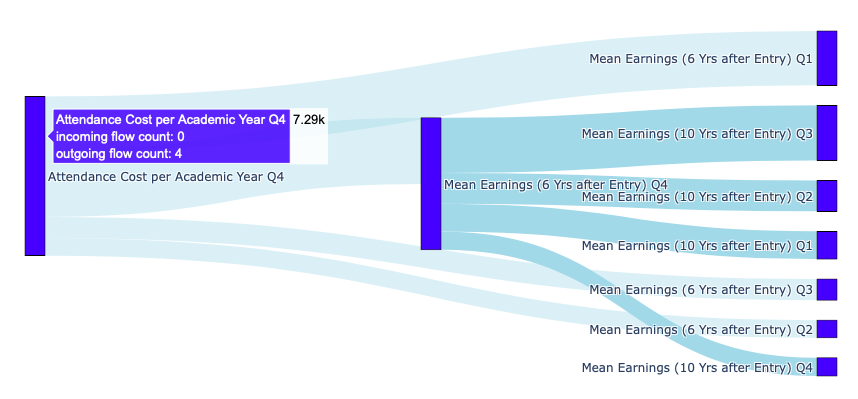 Mean Earnings (6 Yrs after Entry) Q1
Attendance Cost per Academic Year Q4 7.29k
incoming flow count: 0
outgoing flow count: 4
Mean Earnings (10 Yrs after Entry) Q3
Attendance Cost per Academic Year Q4
Mean Earnings (6 Yrs after Entry) Q4
Mean Earnings (10 Yrs after Entry) Q2
Mean Earnings (10 Yrs after Entry) Q1
Mean Earnings (6 Yrs after Entry) Q3
Mean Earnings (6 Yrs after Entry) Q2
Mean Earnings (10 Yrs after Entry) Q4